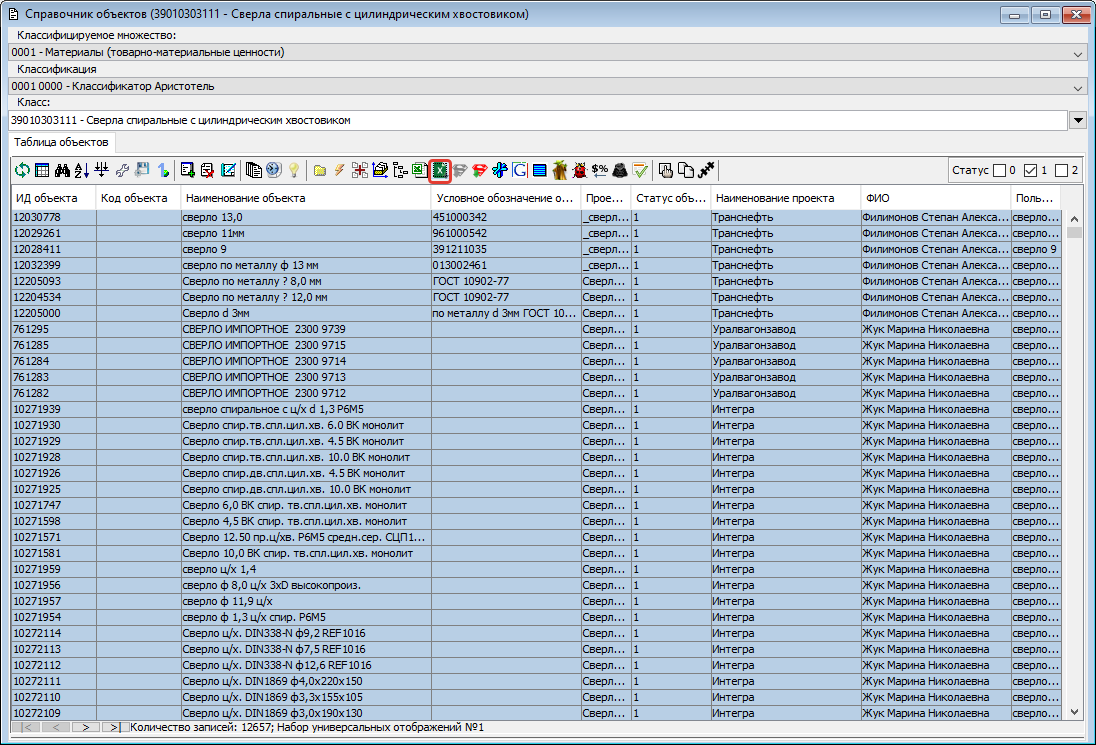 Справочник объектов (39010303111 - Сверла спиральные с цилиндрическим хвостовиком)
Классифицируемое множество:
0001 - Материалы (товарно-материальные ценности)
Классификация
0001 0000 - Классификатор Аристотель
Класс:
39010303111 - Сверла спиральные с цилиндрическим хвостовиком
Таблица объектов
Статус 0 1 2
ИД объекта Код объекта Наименование объекта Условное обозначение о... Прое... Статус объ... Наименование проекта ФИО Поль...
12030778 сверло 13,0 451000342 _сверл... 1 Транснефть Филимонов Степан Алекса... сверло...
12029261 сверло 11мм 961000542 _сверл... 1 Транснефть Филимонов Степан Алекса... сверло...
12028411 сверло 9 391211035 _сверл... 1 Транснефть Филимонов Степан Алекса... сверло 9
12032399 сверло по металлу ф 13 мм 013002461 _сверл... 1 Транснефть Филимонов Степан Алекса... сверло...
12205093 Сверло по металлу ? 8,0 мм ГОСТ 10902-77 Сверл... 1 Транснефть Филимонов Степан Алекса... сверло...
12204534 Сверло по металлу ? 12,0 мм ГОСТ 10902-77 Сверл... 1 Транснефть Филимонов Степан Алекса... сверло...
12205000 Сверло d 3мм по металлу d 3мм ГОСТ 10... Сверл... 1 Транснефть Филимонов Степан Алекса... сверло...
761295 СВЕРЛО ИМПОРТНОЕ 2300 9739 Сверл... 1 Уралвагонзавод Жук Марина Николаевна сверло...
761285 СВЕРЛО ИМПОРТНОЕ 2300 9715 Сверл... 1 Уралвагонзавод Жук Марина Николаевна сверло...
761284 СВЕРЛО ИМПОРТНОЕ 2300 9714 Сверл... 1 Уралвагонзавод Жук Марина Николаевна сверло...
761283 СВЕРЛО ИМПОРТНОЕ 2300 9713 Сверл... 1 Уралвагонзавод Жук Марина Николаевна сверло...
761282 СВЕРЛО ИМПОРТНОЕ 2300 9712 Сверл... 1 Уралвагонзавод Жук Марина Николаевна сверло...
10271939 сверло спиральное с ц/х d 1,3 Р6М5 Сверл... 1 Интегра Жук Марина Николаевна сверло...
10271930 Сверло спир.тв.спл.цил.хв. 6.0 ВК монолит Сверл... 1 Интегра Жук Марина Николаевна сверло...
10271929 Сверло спир.тв.спл.цил.хв. 4.5 ВК монолит Сверл... 1 Интегра Жук Марина Николаевна сверло...
10271928 Сверло спир.тв.спл.цил.хв. 10.0 ВК монолит Сверл... 1 Интегра Жук Марина Николаевна сверло...
10271926 Сверло спир.дв.спл.цил.хв. 4.5 ВК монолит Сверл... 1 Интегра Жук Марина Николаевна сверло...
10271925 Сверло спир.дв.спл.цил.хв. 10.0 ВК монолит Сверл... 1 Интегра Жук Марина Николаевна сверло...
10271747 Сверло 6,0 ВК спир. тв.спл.цил.хв. монолит Сверл... 1 Интегра Жук Марина Николаевна сверло...
10271598 Сверло 4,5 ВК спир. тв.спл.цил.хв. монолит Сверл... 1 Интегра Жук Марина Николаевна сверло...
10271571 Сверло 12.50 пр.ц/хв. Р6М5 средн.сер. СЦП1... Сверл... 1 Интегра Жук Марина Николаевна сверло...
10271581 Сверло 10,0 ВК спир. тв.спл.цил.хв. монолит Сверл... 1 Интегра Жук Марина Николаевна сверло...
10271959 сверло ц/х 1,4 Сверл... 1 Интегра Жук Марина Николаевна сверло...
10271956 сверло ф 8,0 ц/х 3хD высокопроиз. Сверл... 1 Интегра Жук Марина Николаевна сверло...
10271957 сверло ф 11,9 ц/х Сверл... 1 Интегра Жук Марина Николаевна сверло...
10271954 сверло ф 1,3 ц/х спир. Р6М5 Сверл... 1 Интегра Жук Марина Николаевна сверло...
10272114 Сверло ц/х. DIN338-N ф9,2 REF1016 Сверл... 1 Интегра Жук Марина Николаевна сверло...
10272113 Сверло ц/х. DIN338-N ф7,5 REF1016 Сверл... 1 Интегра Жук Марина Николаевна сверло...
10272112 Сверло ц/х. DIN338-N ф12,6 REF1016 Сверл... 1 Интегра Жук Марина Николаевна сверло...
10272111 Сверло ц/х. DIN1869 ф4,0х220х150 Сверл... 1 Интегра Жук Марина Николаевна сверло...
10272110 Сверло ц/х. DIN1869 ф3,3х155х105 Сверл... 1 Интегра Жук Марина Николаевна сверло...
10272109 Сверло ц/х. DIN1869 ф3,0х190х130 Сверл... 1 Интегра Жук Марина Николаевна сверло...
|< < > >| Количество записей: 12657; Набор универсальных отображений №1